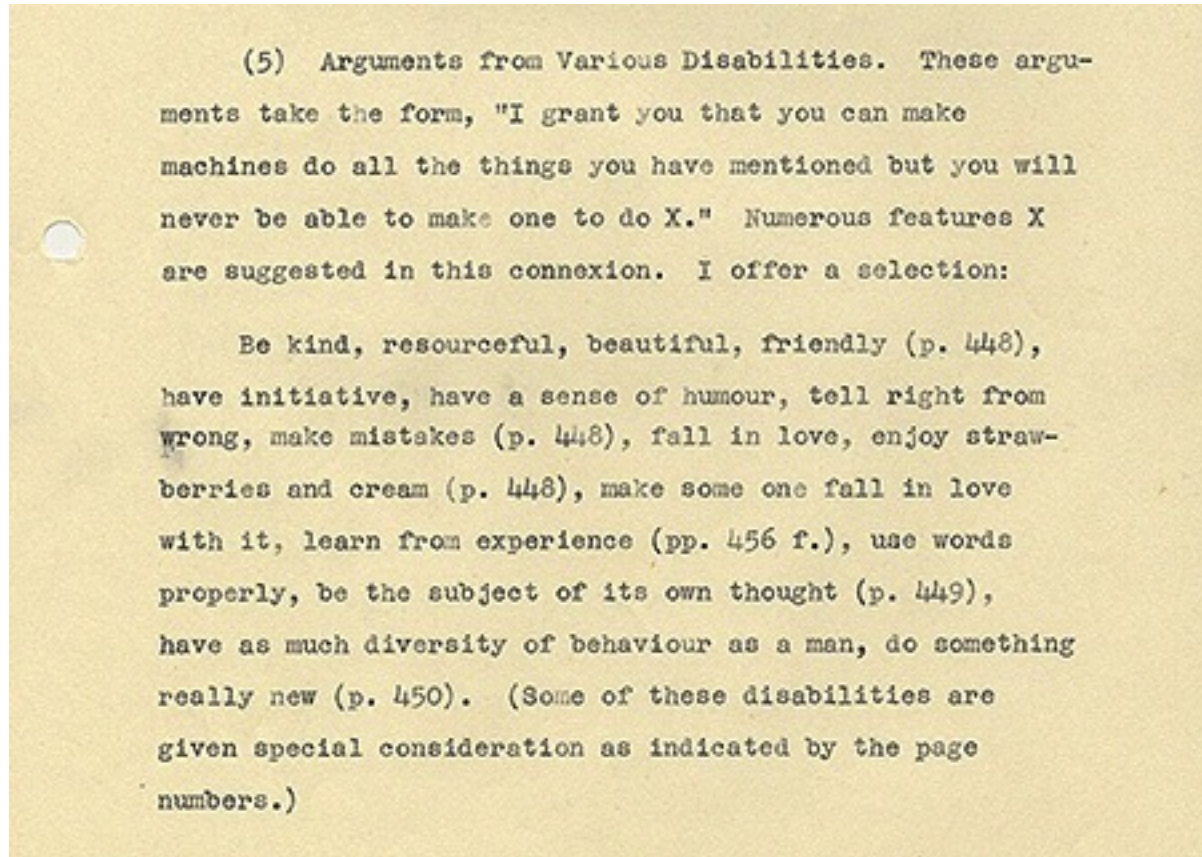 (5) Arguments from Various Disabilities. These argu-
ments take the form, "I grant you that you can make
machines do all the things you have mentioned but you will
never be able to make one to do X." Numerous features X
are suggested in this connexion. I offer a selection:
Be kind, resourceful, beautiful, friendly (p. 448),
have initiative, have a sense of humour, tell right from
wrong, make mistakes (p. 448), fall in love, enjoy straw-
berries and cream (p. 448), make some one fall in love
with it, learn from experience (pp. 456 f.), use words
properly, be the subject of its own thought (p. 449),
have as much diversity of behaviour as a man, do something
really new (p. 450). (Some of these disabilities are
given special consideration as indicated by the page
numbers.)